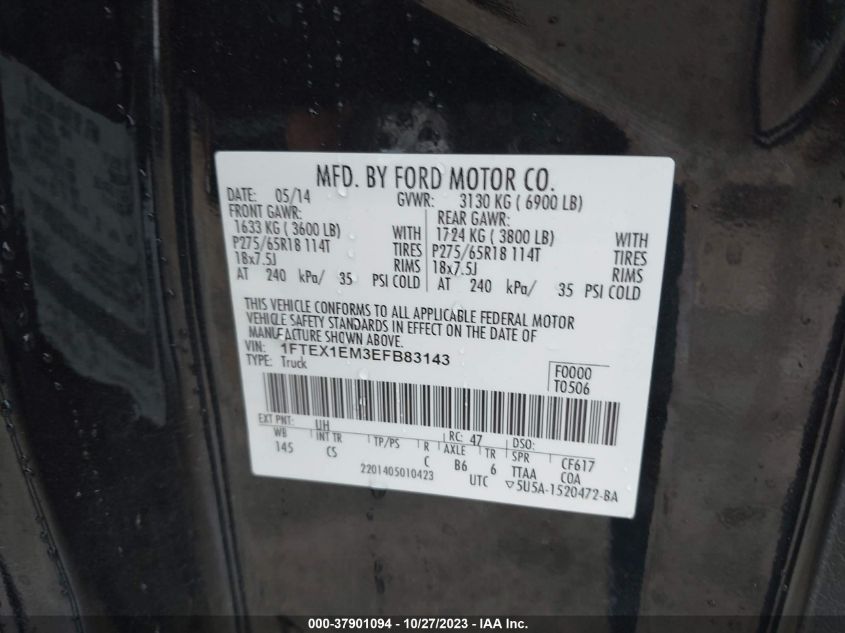 MFD. BY FORD MOTOR CO.
DATE: 05/14 GVWR: 3130 KG ( 6900 LB)
FRONT GAWR: REAR GAWR:
1633 KG ( 3600 LB) WITH 1724 KG ( 3800 LB) WITH
P275/65R18 114T TIRES P275/65R18 114T TIRES
18x7.5J RIMS 18x7.5J RIMS
AT 240 kPa/ 35 PSI COLD AT 240 kPa/ 35 PSI COLD
THIS VEHICLE CONFORMS TO ALL APPLICABLE FEDERAL MOTOR
VEHICLE SAFETY STANDARDS IN EFFECT ON THE DATE OF
MANUFACTURE SHOWN ABOVE.
VIN: 1FTEX1EM3EFB83143
TYPE: Truck
F0000
T0506
EXT PNT: UH RC: 47 DSO:
WB INT TR TP/PS R AXLE TR SPR CF617
145 CS C B6 6 TTAA COA
2201405010423 UTC ▽5U5A-1520472-BA
000-37901094 - 10/27/2023 - IAA Inc.